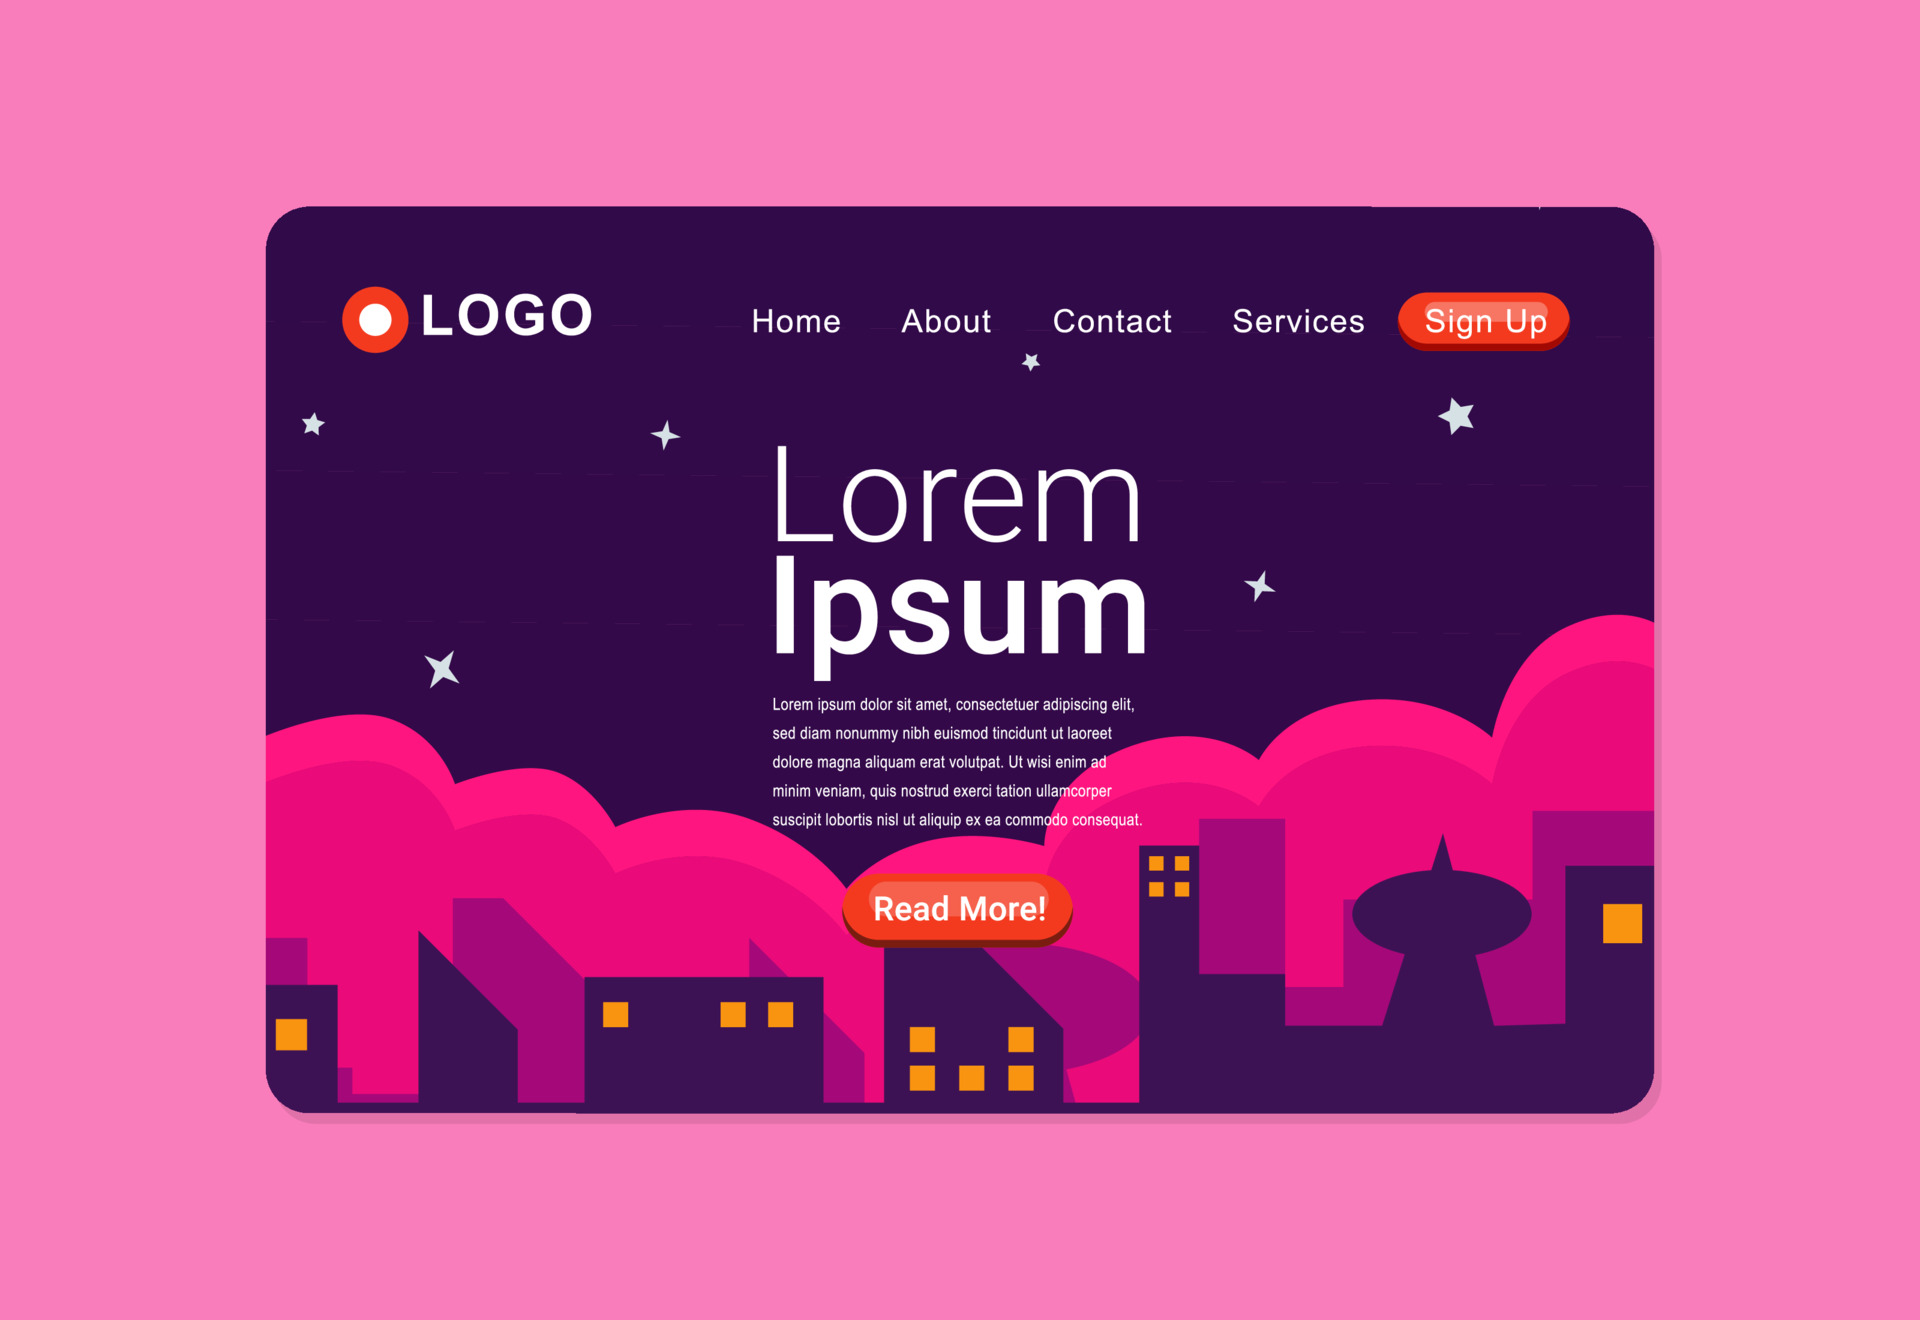 LOGO
Home About Contact Services Sign Up
Lorem
Ipsum
Lorem ipsum dolor sit amet, consectetuer adipiscing elit,
sed diam nonummy nibh euismod tincidunt ut laoreet
dolore magna aliquam erat volutpat. Ut wisi enim ad
minim veniam, quis nostrud exerci tation ullamcorper
suscipit lobortis nisl ut aliquip ex ea commodo consequat.
Read More!